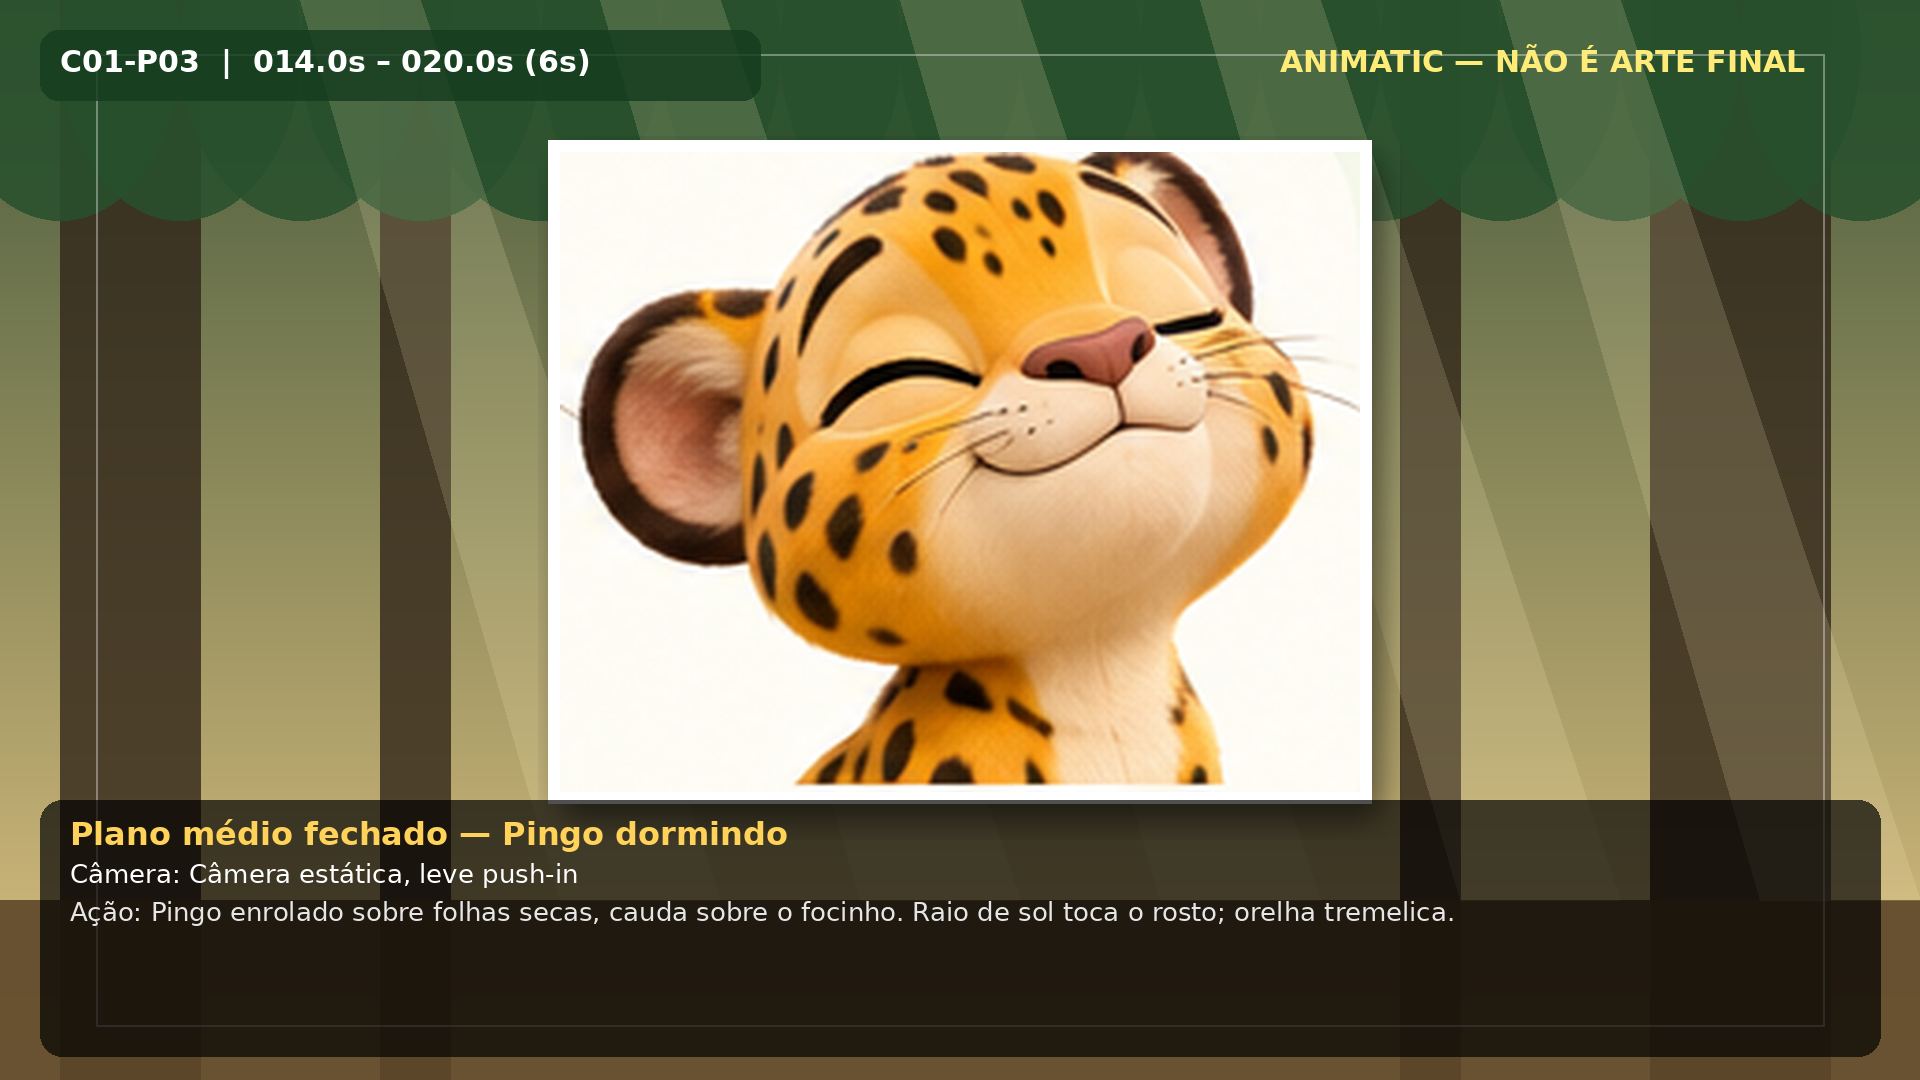 C01-P03 | 014.0s – 020.0s (6s)
ANIMATIC — NÃO É ARTE FINAL
Plano médio fechado — Pingo dormindo
Câmera: Câmera estática, leve push-in
Ação: Pingo enrolado sobre folhas secas, cauda sobre o focinho. Raio de sol toca o rosto; orelha tremelica.